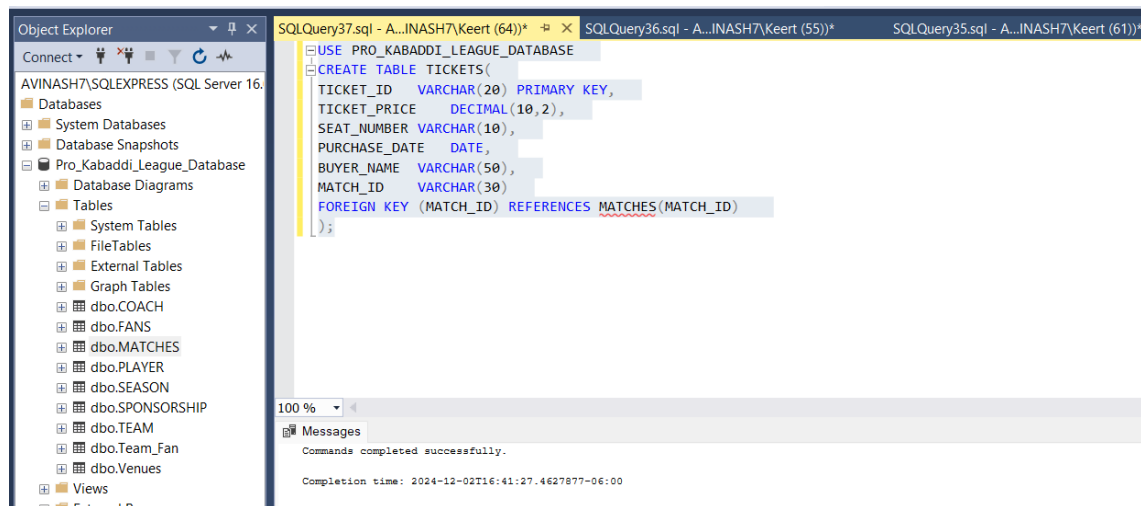 Object Explorer
Connect
AVINASH7\SQLEXPRESS (SQL Server 16.
Databases
System Databases
Database Snapshots
Pro_Kabaddi_League_Database
Database Diagrams
Tables
System Tables
FileTables
External Tables
Graph Tables
dbo.COACH
dbo.FANS
dbo.MATCHES
dbo.PLAYER
dbo.SEASON
dbo.SPONSORSHIP
dbo.TEAM
dbo.Team_Fan
dbo.Venues
Views
SQLQuery37.sql - A...INASH7\Keert (64))* SQLQuery36.sql - A...INASH7\Keert (55))* SQLQuery35.sql - A...INASH7\Keert (61))*
USE PRO_KABADDI_LEAGUE_DATABASE
CREATE TABLE TICKETS(
TICKET_ID VARCHAR(20) PRIMARY KEY,
TICKET_PRICE DECIMAL(10,2),
SEAT_NUMBER VARCHAR(10),
PURCHASE_DATE DATE,
BUYER_NAME VARCHAR(50),
MATCH_ID VARCHAR(30)
FOREIGN KEY (MATCH_ID) REFERENCES MATCHES(MATCH_ID)
);
100 %
Messages
Commands completed successfully.
Completion time: 2024-12-02T16:41:27.4627877-06:00